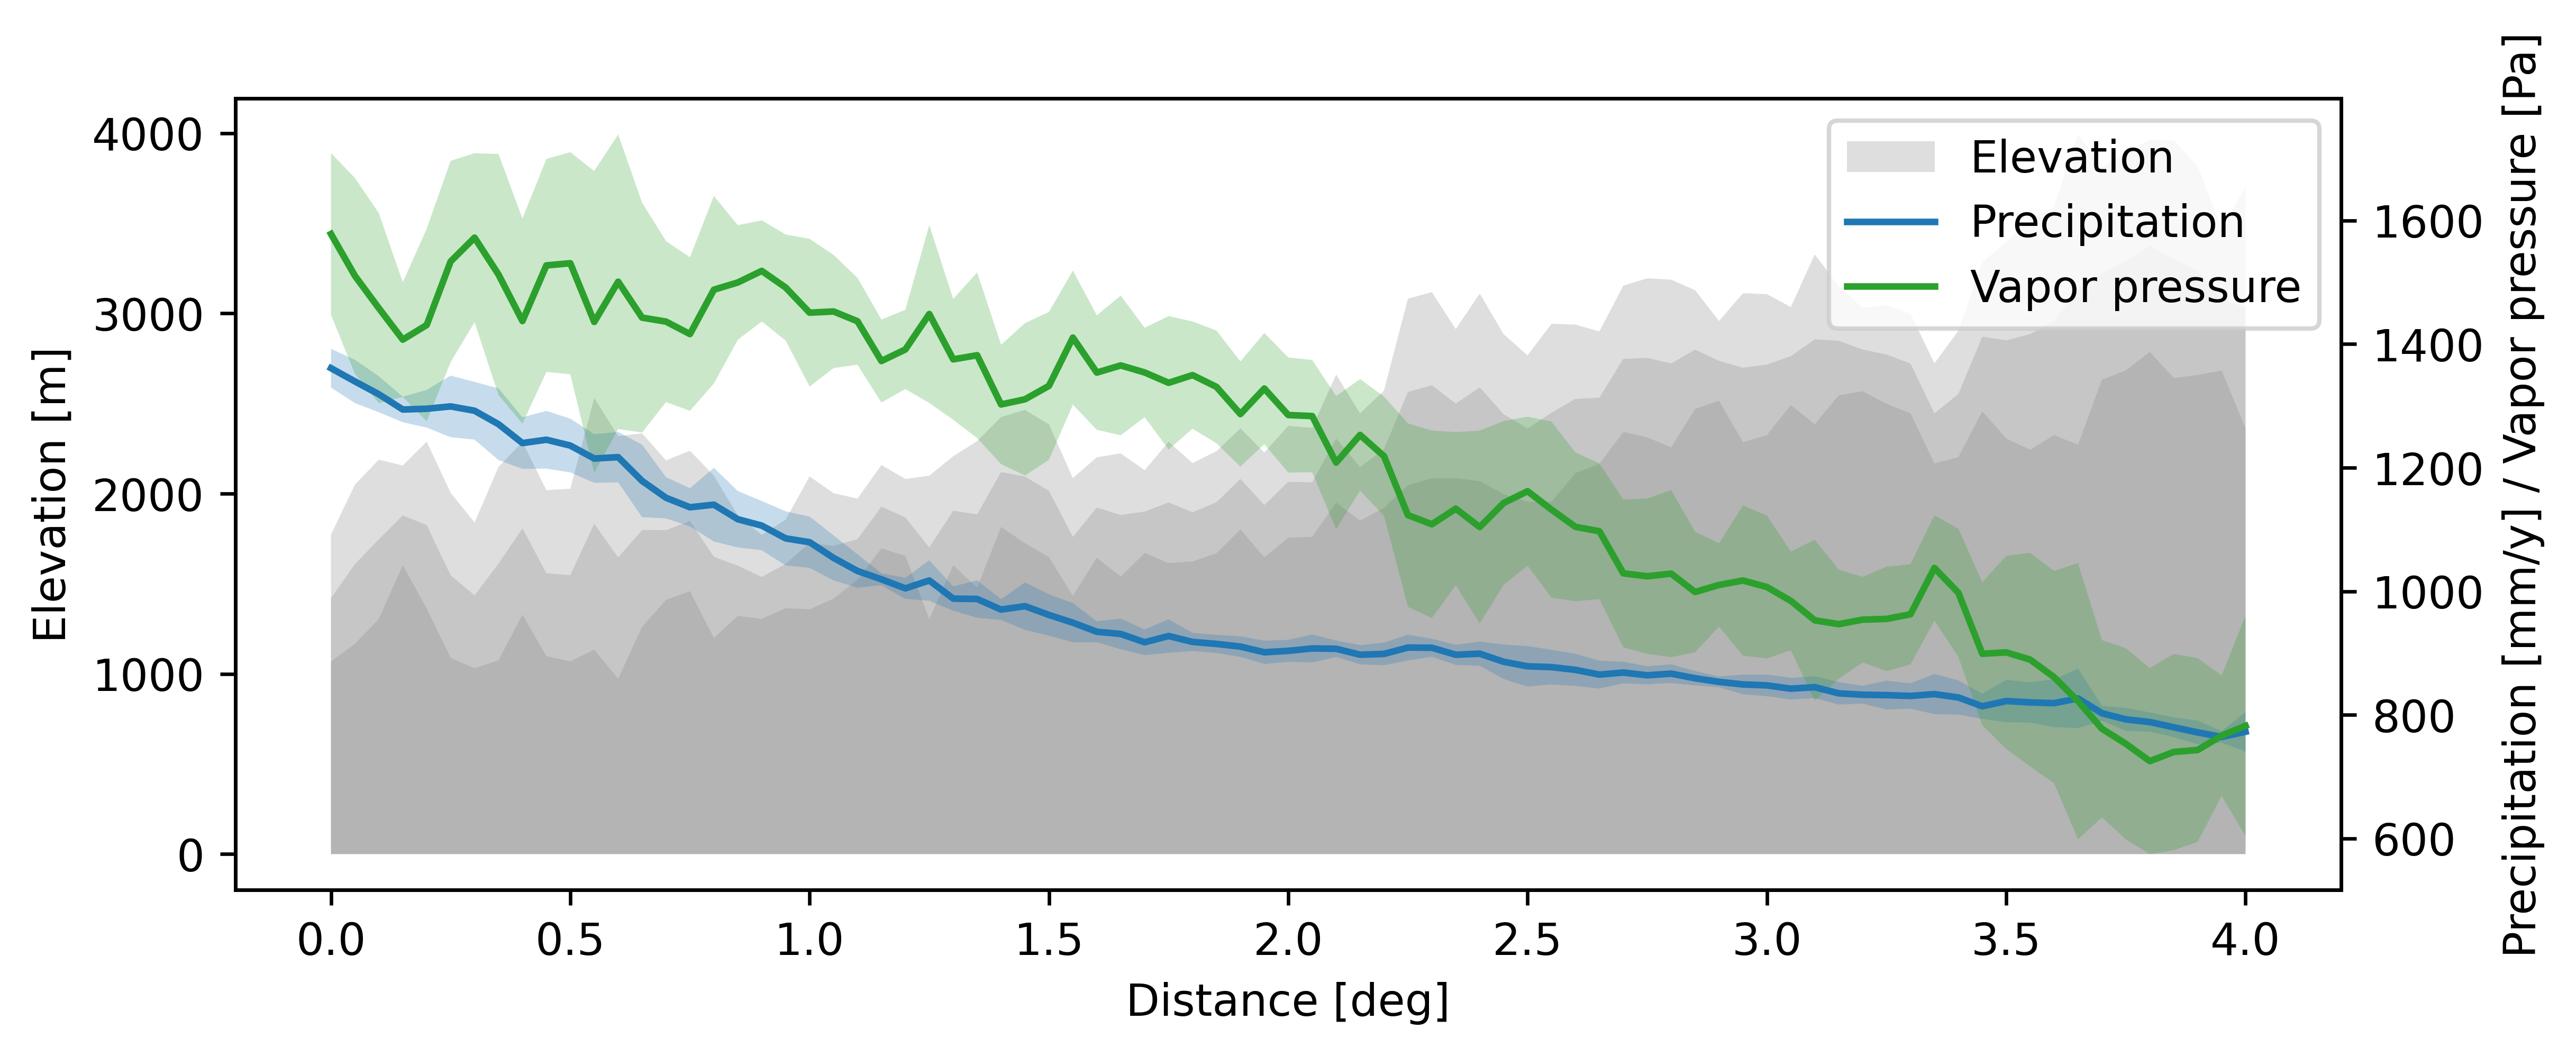 Elevation [m]
4000
3000
2000
1000
0
Elevation
Precipitation
Vapor pressure
1600
1400
1200
1000
800
600
Precipitation [mm/y] / Vapor pressure [Pa]
0.0 0.5 1.0 1.5 2.0 2.5 3.0 3.5 4.0
Distance [deg]